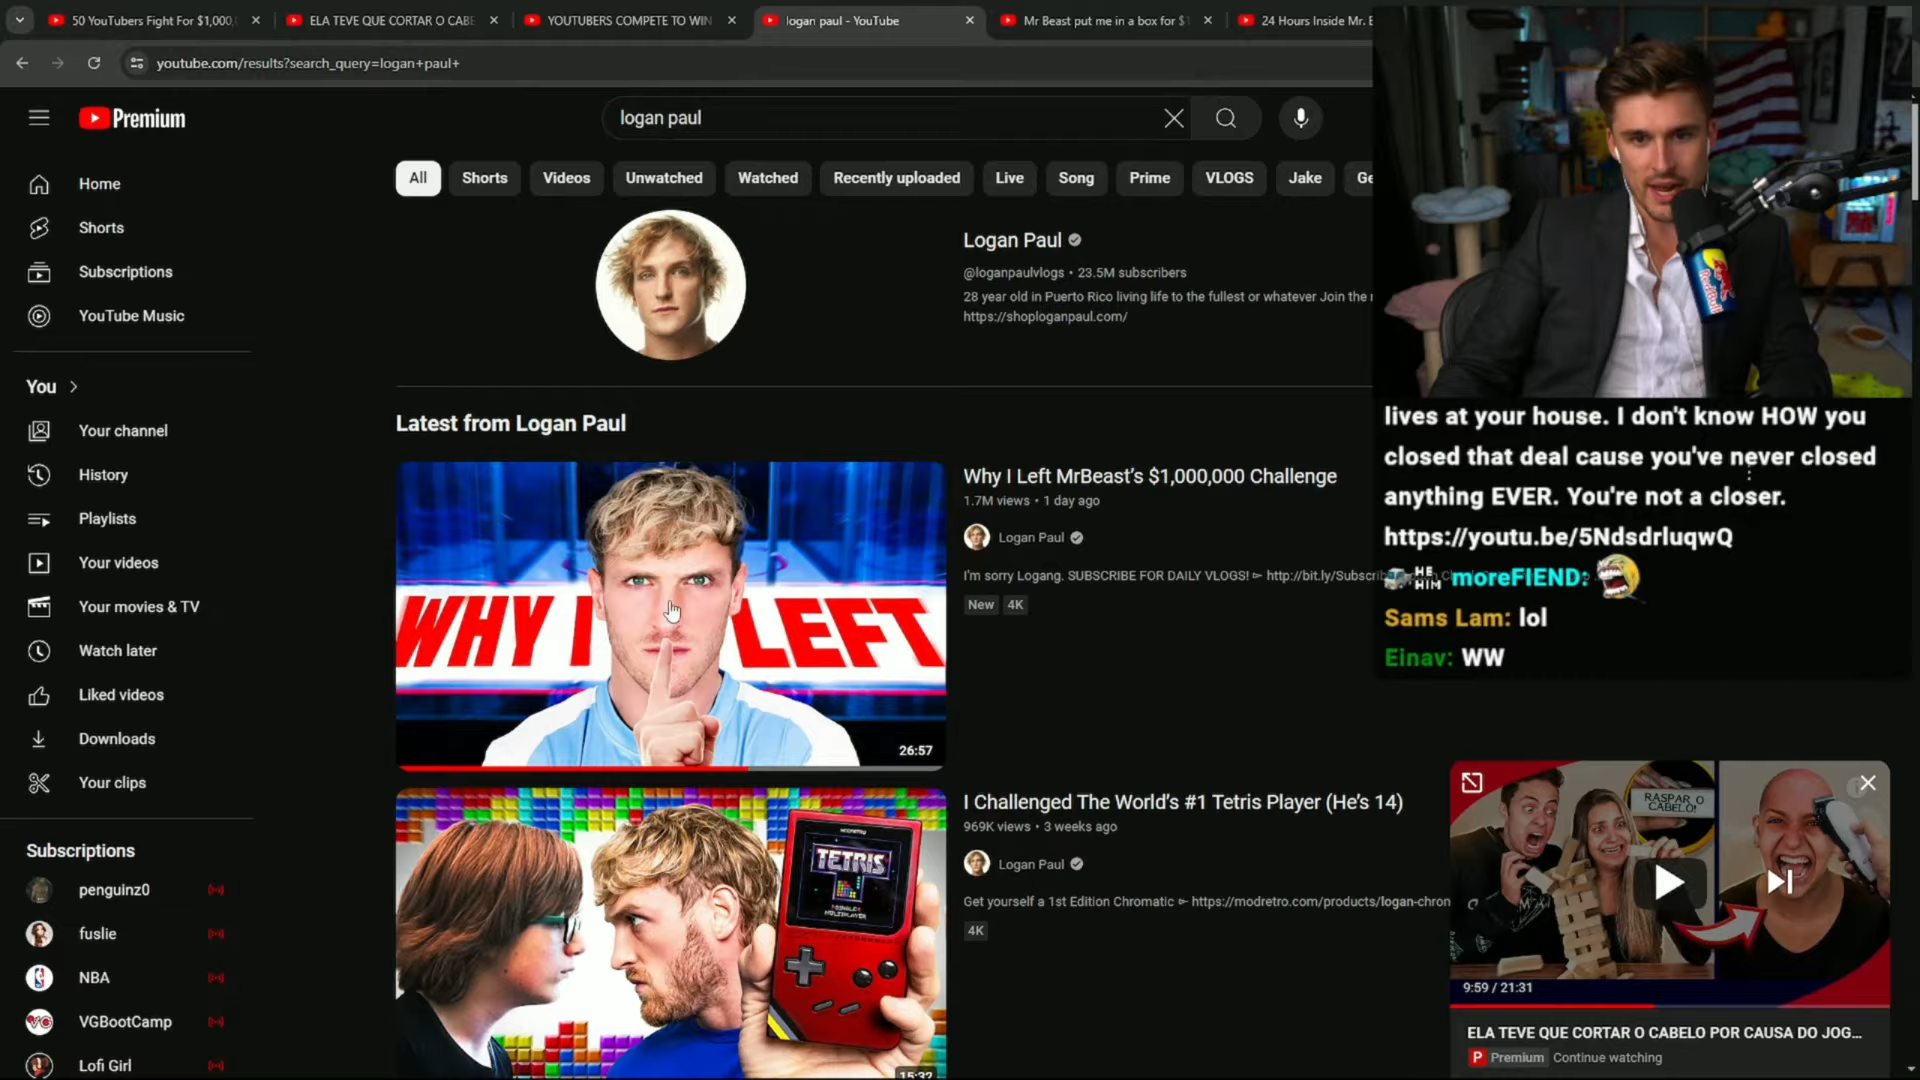 50 YouTubers Fight For $1,000,
ELA TEVE QUE CORTAR O CABE
YOUTUBERS COMPETE TO WIN
logan paul - YouTube
Mr Beast put me in a box for $
24 Hours Inside Mr. B
youtube.com/results?search_query=logan+paul+
Premium
logan paul
All
Shorts
Videos
Unwatched
Watched
Recently uploaded
Live
Song
Prime
VLOGS
Jake
Ge
Home
Shorts
Subscriptions
YouTube Music
You
Your channel
History
Playlists
Your videos
Your movies & TV
Watch later
Liked videos
Downloads
Your clips
Subscriptions
penguinz0
fuslie
NBA
VGBootCamp
Lofi Girl
Logan Paul
@loganpaulvlogs • 23.5M subscribers
28 year old in Puerto Rico living life to the fullest or whatever Join the
https://shoploganpaul.com/
Latest from Logan Paul
WHY I LEFT
26:57
Why I Left MrBeast's $1,000,000 Challenge
1.7M views • 1 day ago
Logan Paul
I'm sorry Logang. SUBSCRIBE FOR DAILY VLOGS! ► http://bit.ly/Subscrib
New
4K
TETRIS
15:32
I Challenged The World's #1 Tetris Player (He's 14)
969K views • 3 weeks ago
Logan Paul
Get yourself a 1st Edition Chromatic ► https://modretro.com/products/logan-chron
4K
RedBull
lives at your house. I don't know HOW you
closed that deal cause you've never closed
anything EVER. You're not a closer.
https://youtu.be/5NdsdrluqwQ
HE HIM moreFIEND:
Sams Lam: lol
Einav: WW
RASPAR O
CABELO!
9:59 / 21:31
ELA TEVE QUE CORTAR O CABELO POR CAUSA DO JOG...
P Premium Continue watching